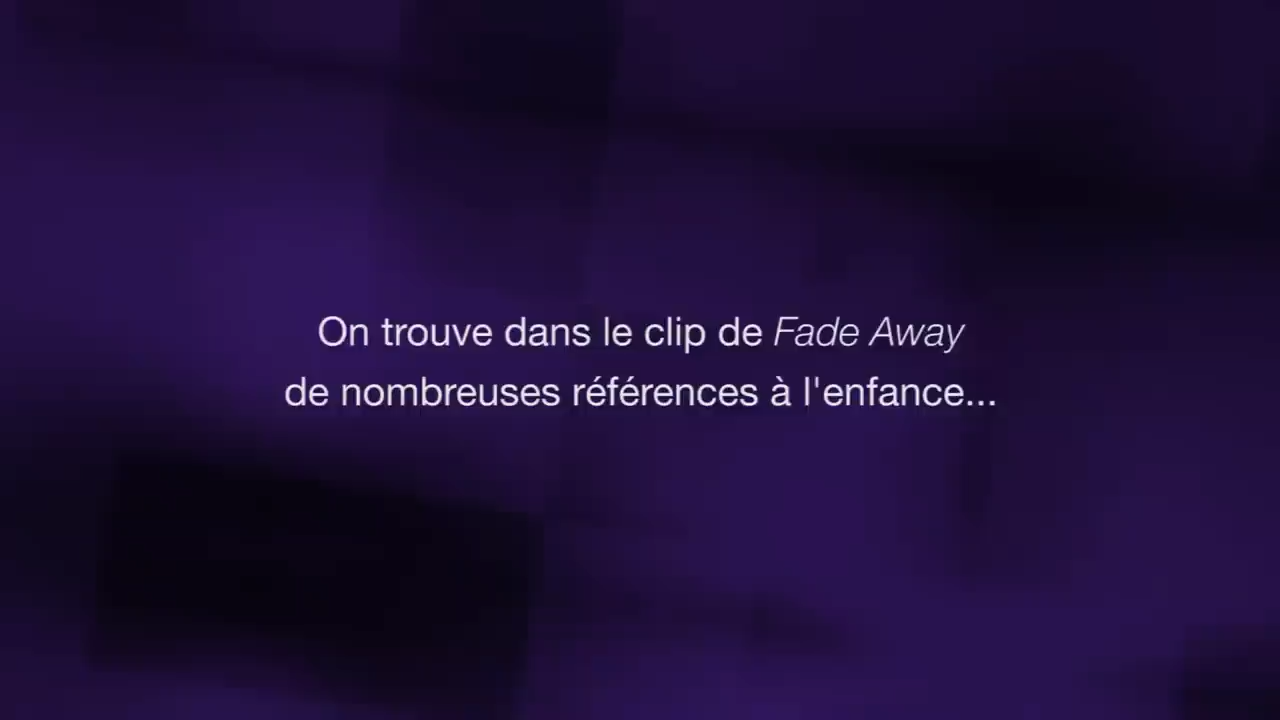 On trouve dans le clip de Fade Away
de nombreuses références à l'enfance...